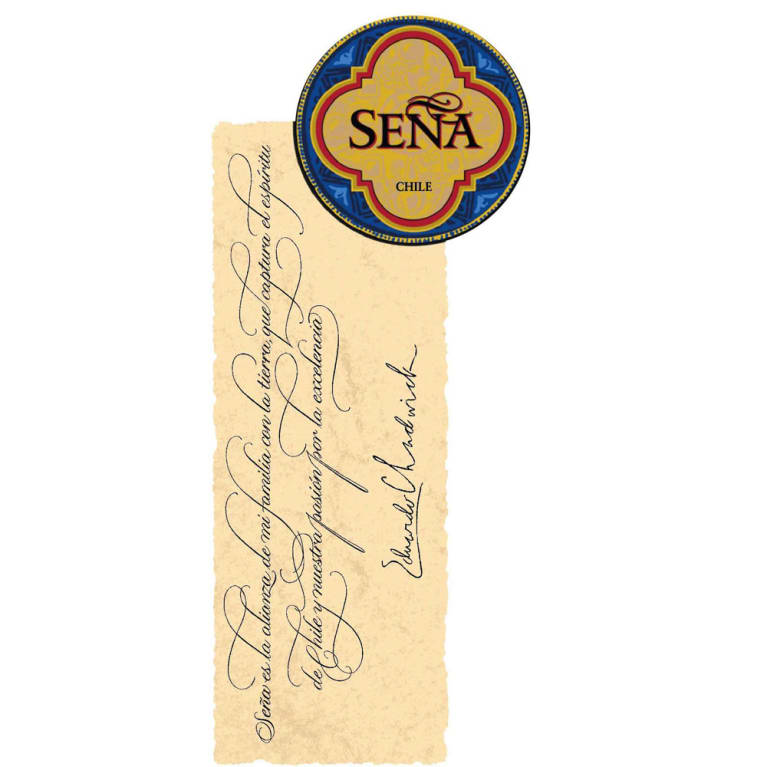 SEÑA
CHILE
Seña es la alianza de mi familia con la tierra, que captura el espíritu
de Chile y nuestra pasión por la excelencia
Eduardo Chadwick